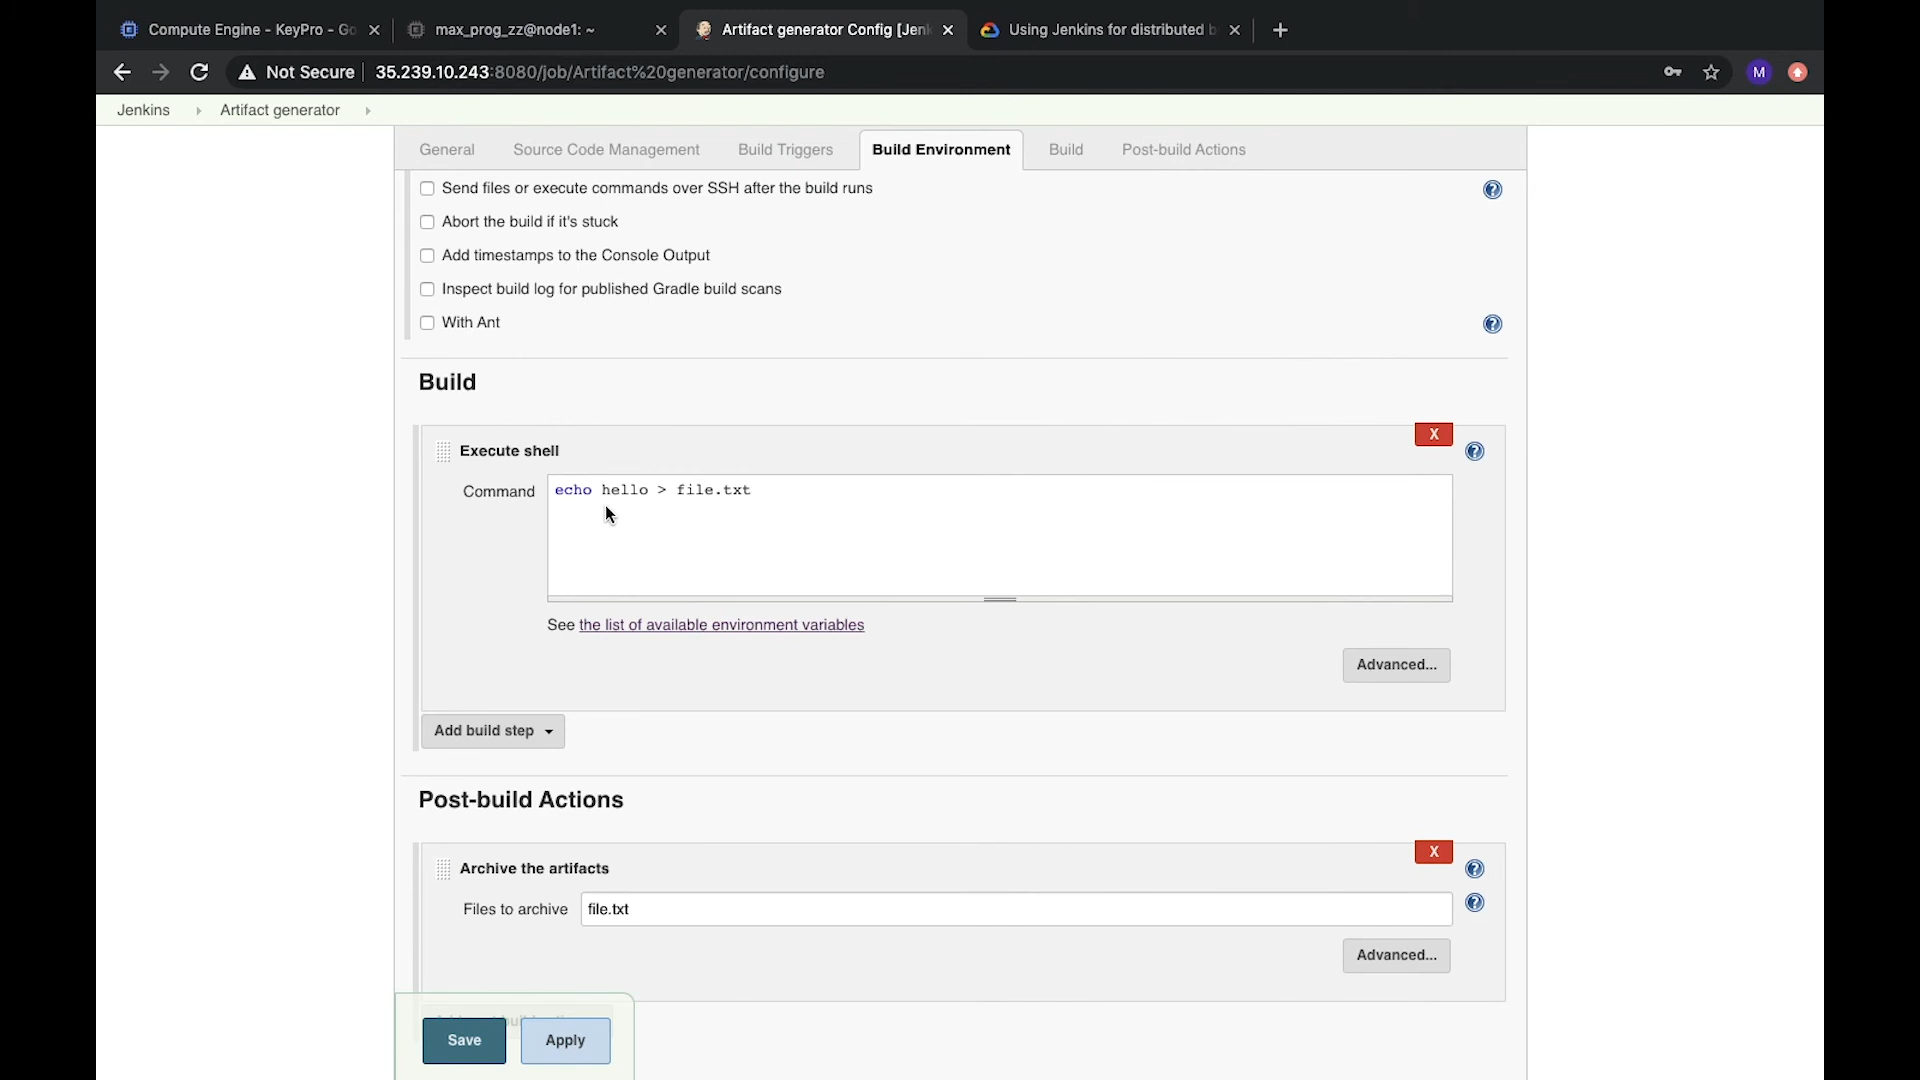 Compute Engine - KeyPro - Go
max_prog_zz@node1: ~
Artifact generator Config [Jenk
Using Jenkins for distributed b
Not Secure
35.239.10.243:8080/job/Artifact%20generator/configure
M
Jenkins
Artifact generator
General
Source Code Management
Build Triggers
Build Environment
Build
Post-build Actions
Send files or execute commands over SSH after the build runs
Abort the build if it's stuck
Add timestamps to the Console Output
Inspect build log for published Gradle build scans
With Ant
Build
X
Execute shell
Command
echo hello > file.txt
See the list of available environment variables
Advanced...
Add build step
Post-build Actions
X
Archive the artifacts
Files to archive
file.txt
Advanced...
Save
Apply